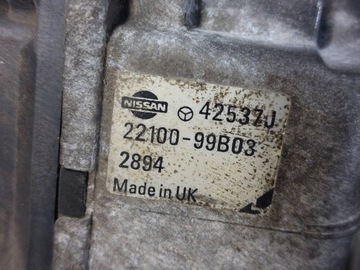 NISSAN 42537J
22100-99B03
2894
Made in UK